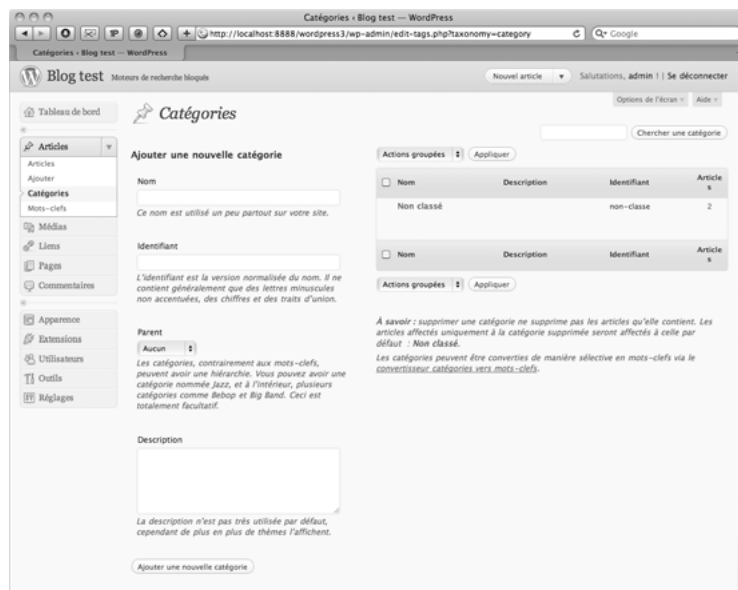 Catégories ‹ Blog test — WordPress
http://localhost:8888/wordpress3/wp-admin/edit-tags.php?taxonomy=category
Google
Catégories ‹ Blog test — WordPress
Blog test Moteurs de recherche bloqués
Nouvel article
Salutations, admin ! | Se déconnecter
Options de l'écran
Aide
Tableau de bord
Articles
Articles
Ajouter
Catégories
Mots-clefs
Médias
Liens
Pages
Commentaires
Apparence
Extensions
Utilisateurs
Outils
Réglages
Catégories
Chercher une catégorie
Ajouter une nouvelle catégorie
Nom
Ce nom est utilisé un peu partout sur votre site.
Identifiant
L'identifiant est la version normalisée du nom. Il ne
contient généralement que des lettres minuscules
non accentuées, des chiffres et des traits d'union.
Parent
Aucun
Les catégories, contrairement aux mots-clefs,
peuvent avoir une hiérarchie. Vous pouvez avoir une
catégorie nommée Jazz, et à l'intérieur, plusieurs
catégories comme Bebop et Big Band. Ceci est
totalement facultatif.
Description
La description n'est pas très utilisée par défaut,
cependant de plus en plus de thèmes l'affichent.
Ajouter une nouvelle catégorie
Actions groupées Appliquer
Nom Description Identifiant Article
s
Non classé non-classe 2
Nom Description Identifiant Article
s
Actions groupées Appliquer
À savoir : supprimer une catégorie ne supprime pas les articles qu'elle contient. Les
articles affectés uniquement à la catégorie supprimée seront affectés à celle par
défaut : Non classé.
Les catégories peuvent être converties de manière sélective en mots-clefs via le
convertisseur catégories vers mots-clefs.